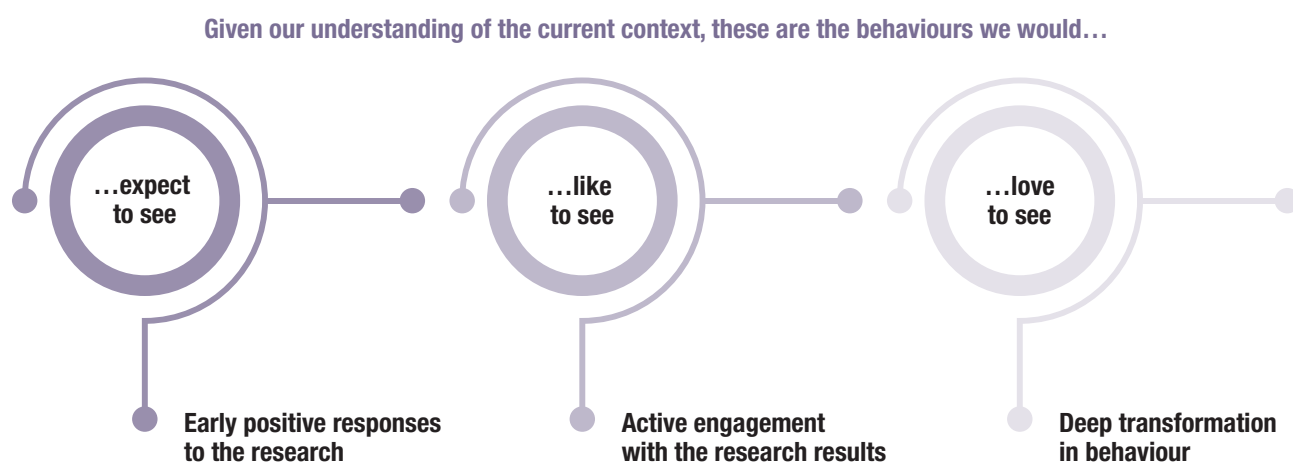 Given our understanding of the current context, these are the behaviours we would…
…expect
to see
…like
to see
…love
to see
Early positive responses
to the research
Active engagement
with the research results
Deep transformation
in behaviour